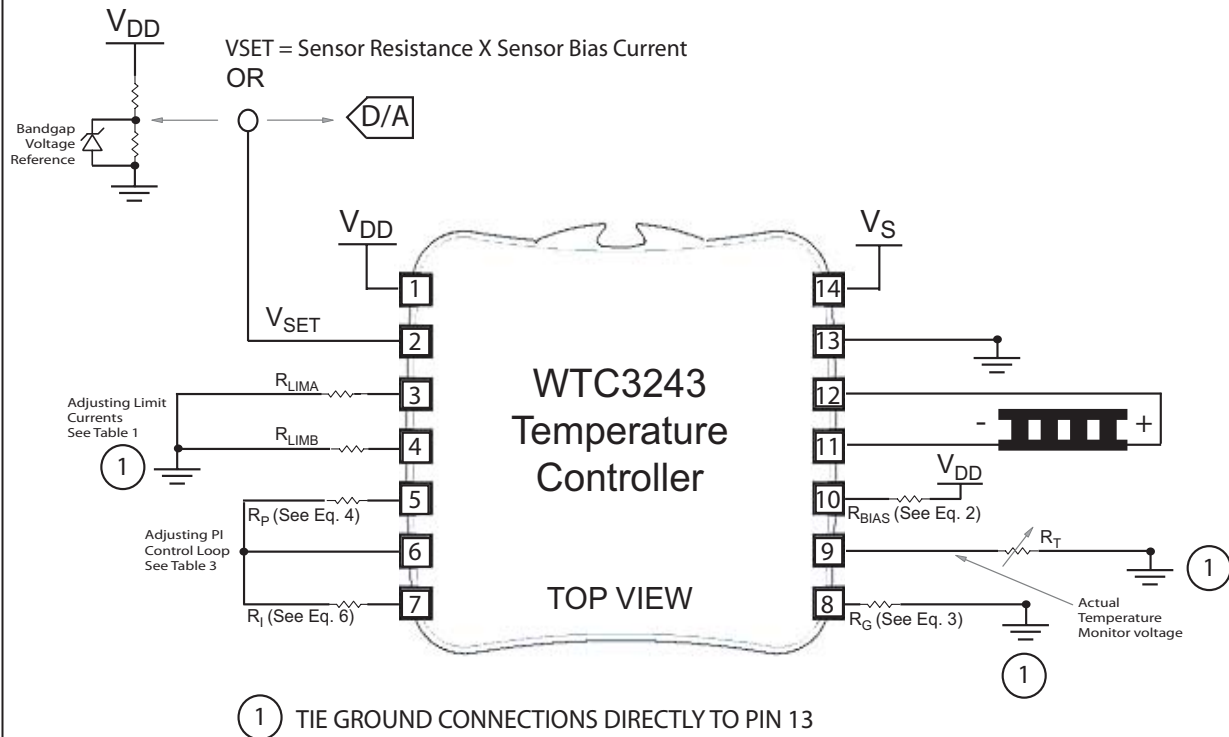 VDD
VSET = Sensor Resistance X Sensor Bias Current
OR
D/A
Bandgap
Voltage
Reference
VDD
VS
1
14
VSET
2
13
RLIMA
3
12
Adjusting Limit
Currents
See Table 1
1
RLIMB
4
11
- +
WTC3243
Temperature
Controller
VDD
5
RP (See Eq. 4)
10
RBIAS (See Eq. 2)
Adjusting PI
Control Loop
See Table 3
6
9
RT
1
7
RI (See Eq. 6)
TOP VIEW
8
RG (See Eq. 3)
Actual
Temperature
Monitor voltage
1
1 TIE GROUND CONNECTIONS DIRECTLY TO PIN 13